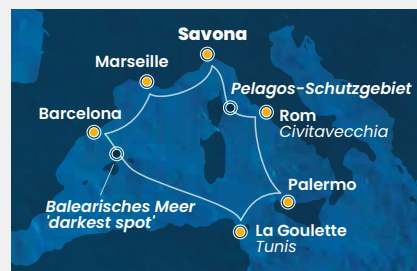 Savona
Marseille
Pelagos-Schutzgebiet
Barcelona
Rom
Civitavecchia
Balearisches Meer
'darkest spot'
Palermo
La Goulette
Tunis